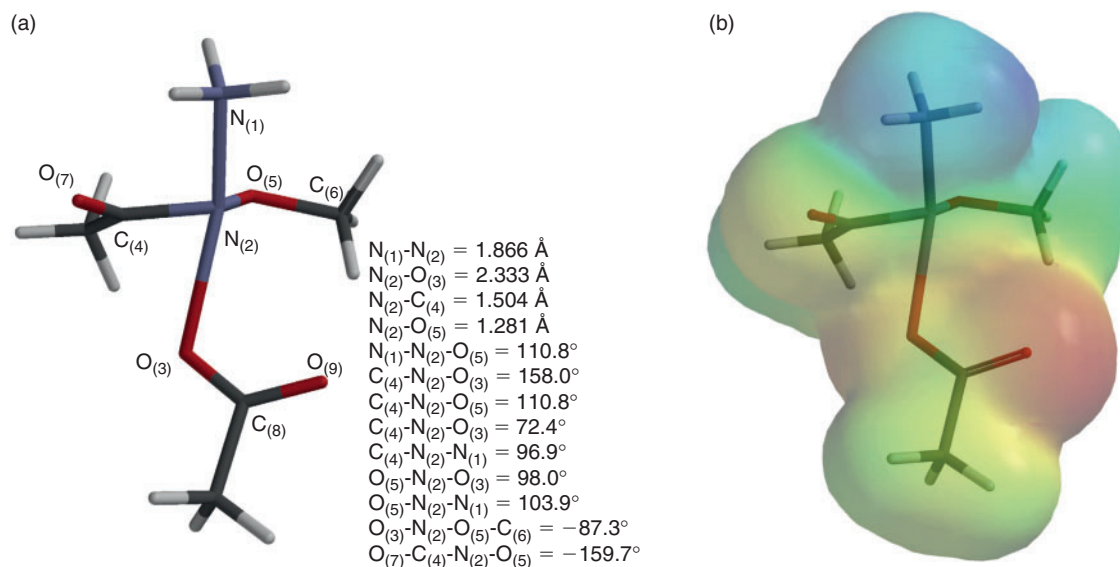 (a)
(b)
N(1)
O(7)
O(5)
C(6)
C(4)
N(2)
O(3)
O(9)
C(8)
N(1)-N(2) = 1.866 Å
N(2)-O(3) = 2.333 Å
N(2)-C(4) = 1.504 Å
N(2)-O(5) = 1.281 Å
N(1)-N(2)-O(5) = 110.8°
C(4)-N(2)-O(3) = 158.0°
C(4)-N(2)-O(5) = 110.8°
C(4)-N(2)-O(3) = 72.4°
C(4)-N(2)-N(1) = 96.9°
O(5)-N(2)-O(3) = 98.0°
O(5)-N(2)-N(1) = 103.9°
O(3)-N(2)-O(5)-C(6) = −87.3°
O(7)-C(4)-N(2)-O(5) = −159.7°